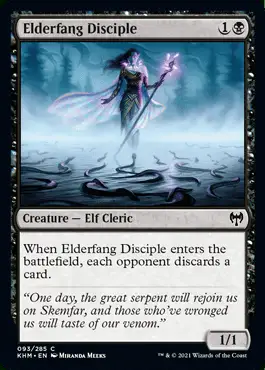 Elderfang Disciple 1
Creature — Elf Cleric
When Elderfang Disciple enters the
battlefield, each opponent discards a
card.
“One day, the great serpent will rejoin us
on Skemfar, and those who’ve wronged
us will taste of our venom.”
1/1
093/285 C
KHM • EN MIRANDA MEEKS
™ & © 2021 Wizards of the Coast